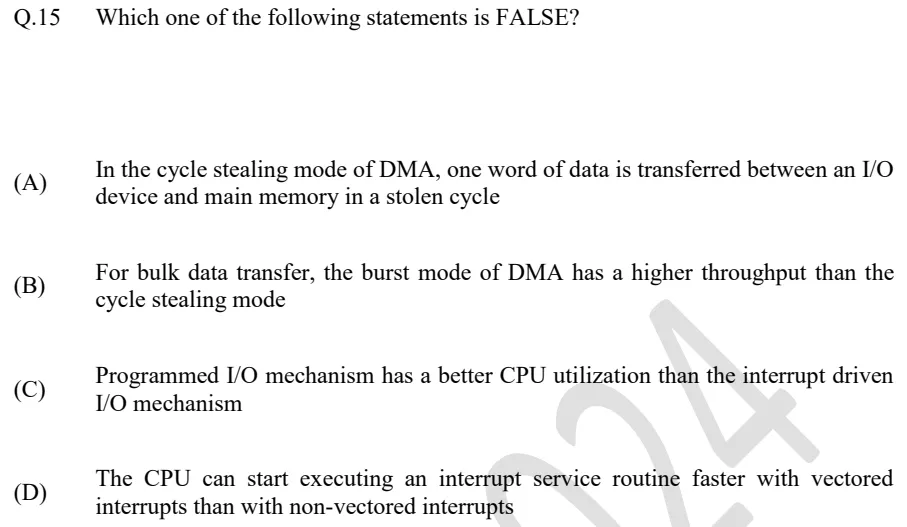 Q.15 Which one of the following statements is FALSE?
(A) In the cycle stealing mode of DMA, one word of data is transferred between an I/O
device and main memory in a stolen cycle
(B) For bulk data transfer, the burst mode of DMA has a higher throughput than the
cycle stealing mode
(C) Programmed I/O mechanism has a better CPU utilization than the interrupt driven
I/O mechanism
(D) The CPU can start executing an interrupt service routine faster with vectored
interrupts than with non-vectored interrupts
024